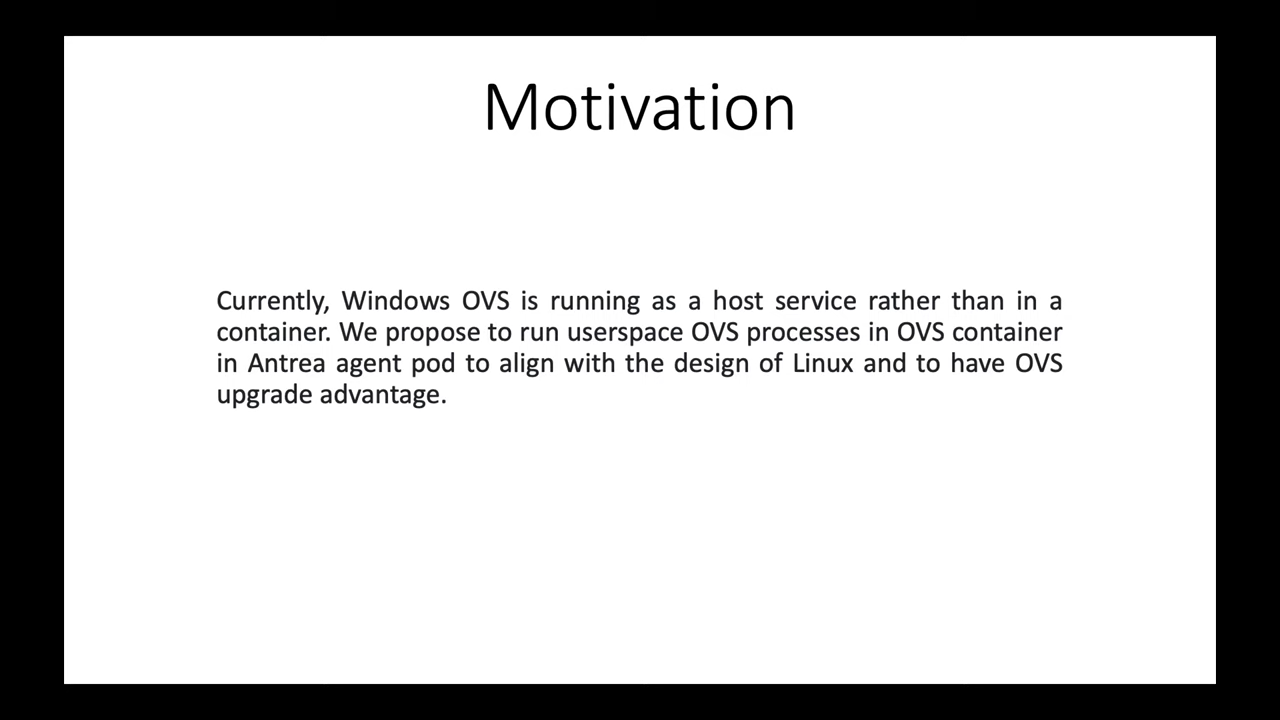 Motivation
Currently, Windows OVS is running as a host service rather than in a
container. We propose to run userspace OVS processes in OVS container
in Antrea agent pod to align with the design of Linux and to have OVS
upgrade advantage.